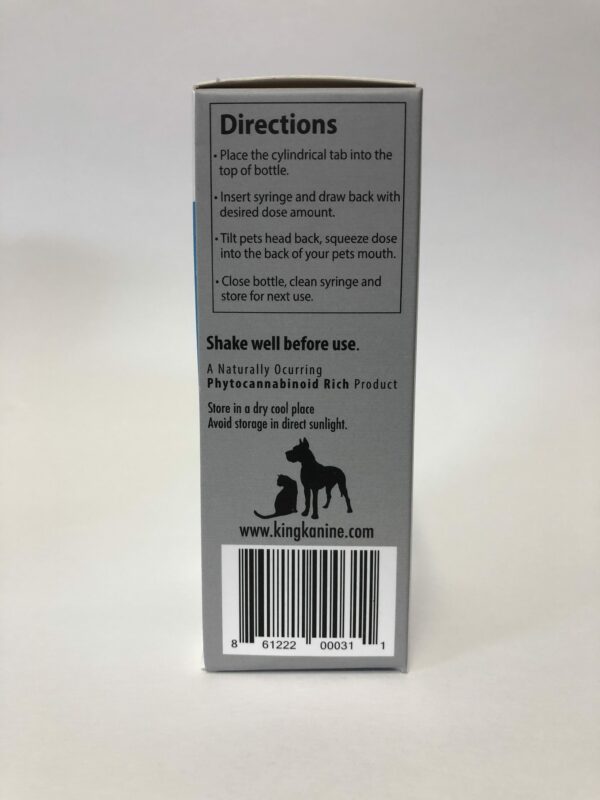 Directions
• Place the cylindrical tab into the
top of bottle.
• Insert syringe and draw back with
desired dose amount.
• Tilt pets head back, squeeze dose
into the back of your pets mouth.
• Close bottle, clean syringe and
store for next use.
Shake well before use.
A Naturally Ocurring
Phytocannabinoid Rich Product
Store in a dry cool place
Avoid storage in direct sunlight.
www.kingkanine.com
8 61222 00031 1